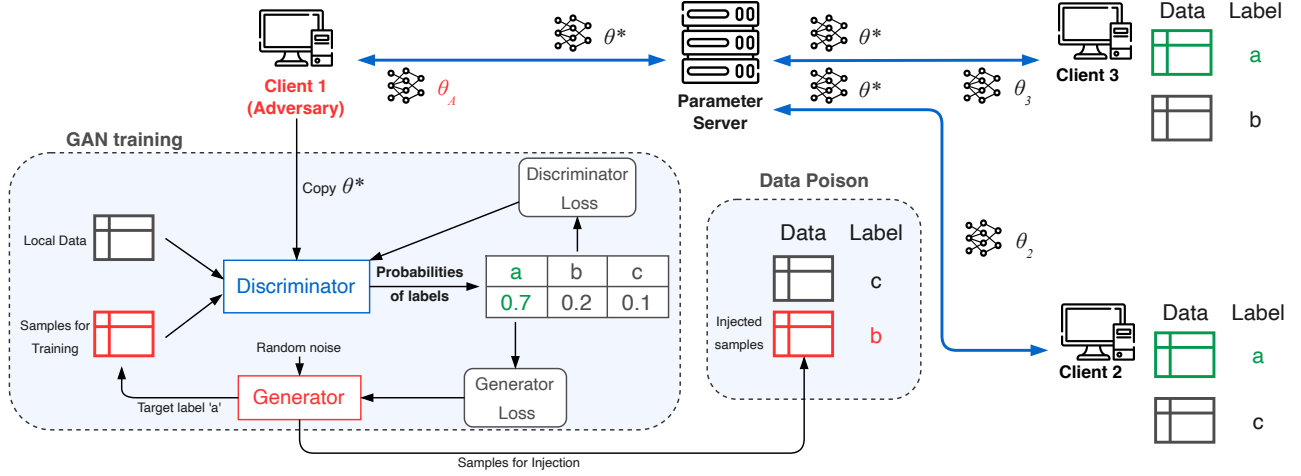 θ*
θ*
Data Label
a
b
Client 1
(Adversary)
θA
Parameter
Server
θ*
θ3
Client 3
GAN training
Copy θ*
Discriminator
Loss
Local Data
Discriminator
Probabilities
of labels
a b c
0.7 0.2 0.1
Samples for
Training
Random noise
Generator
Target label 'a'
Generator
Loss
Samples for Injection
Data Poison
Data Label
c
Injected
samples
b
θ2
Client 2
Data Label
a
c